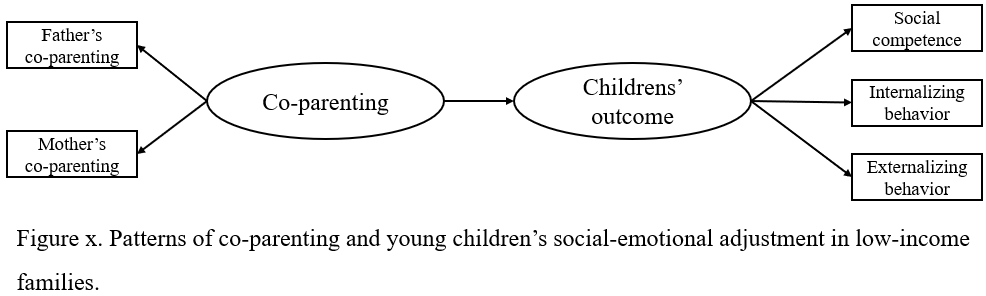 Father’s
co-parenting
Mother’s
co-parenting
Co-parenting
Childrens’
outcome
Social
competence
Internalizing
behavior
Externalizing
behavior
Figure x. Patterns of co-parenting and young children’s social-emotional adjustment in low-income
families.